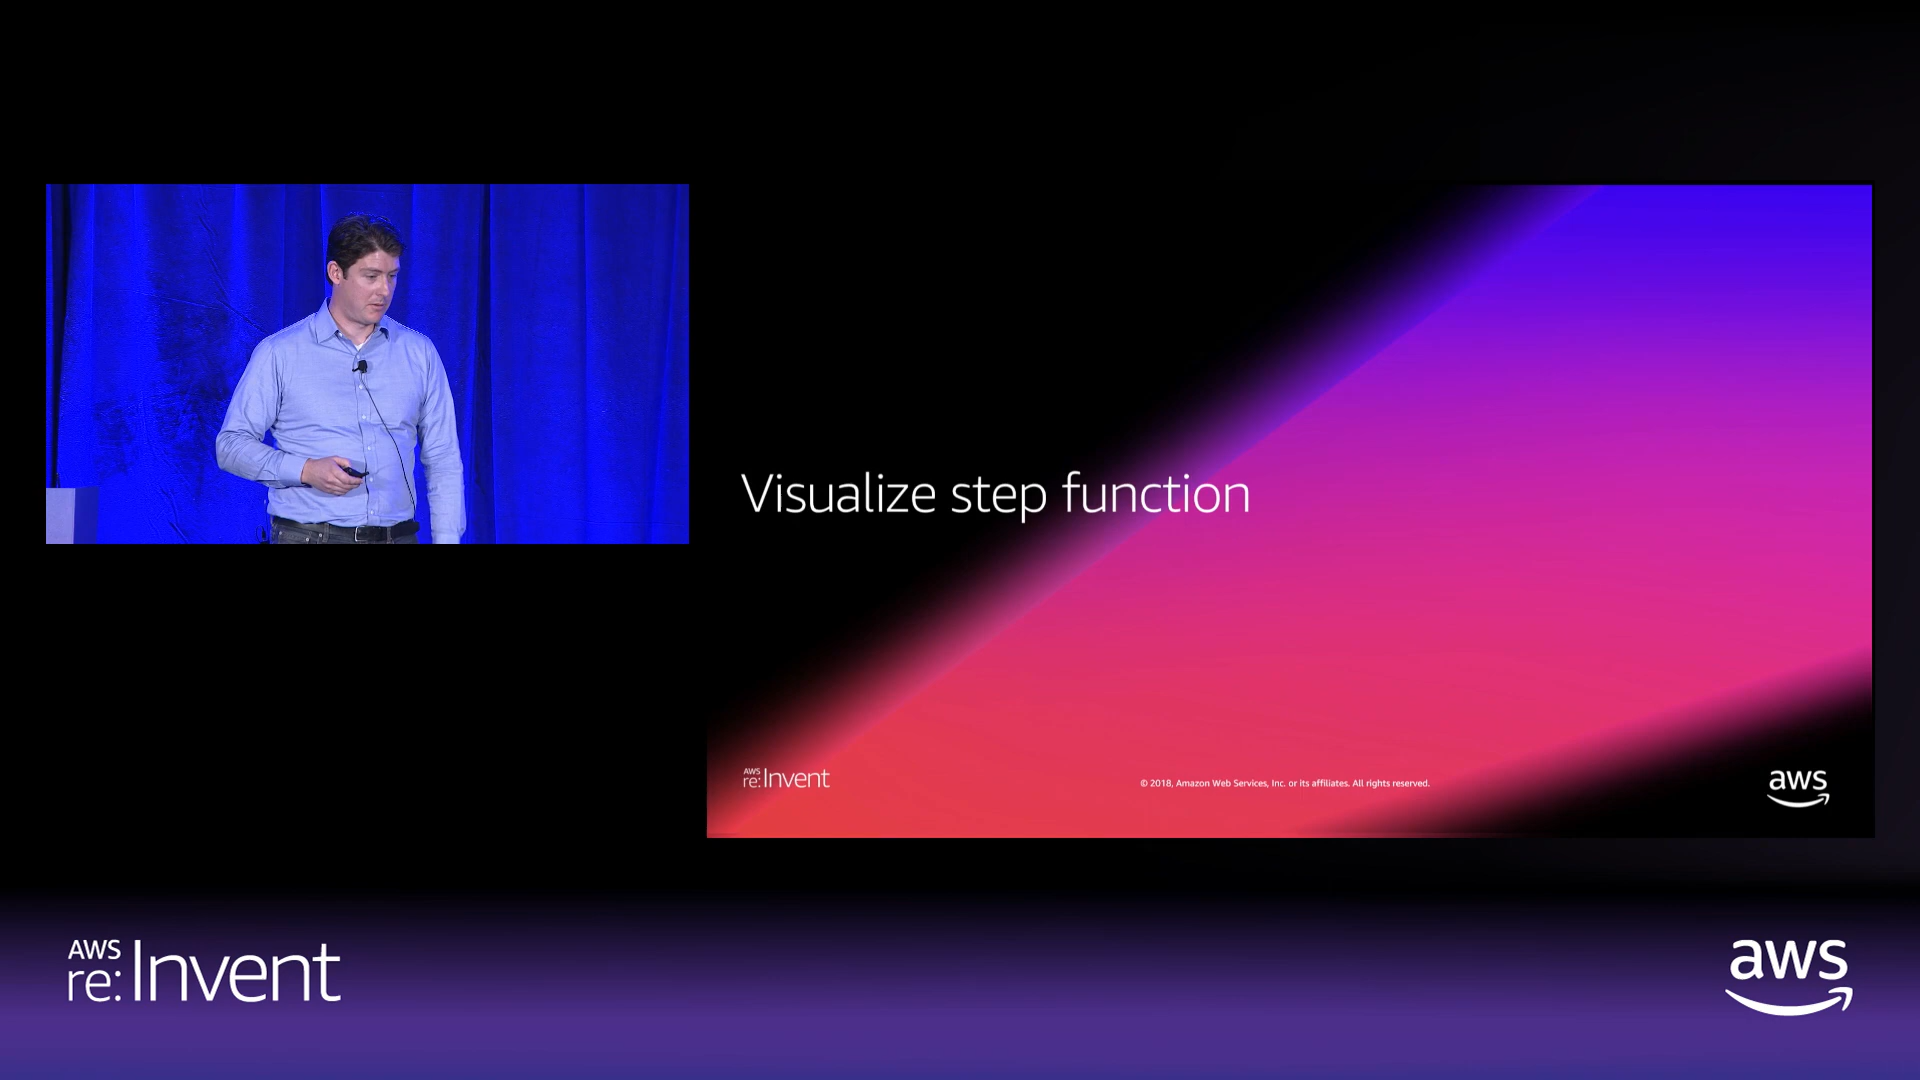 Visualize step function
AWS
re:Invent
© 2018, Amazon Web Services, Inc. or its affiliates. All rights reserved.
aws
AWS
re:Invent
aws